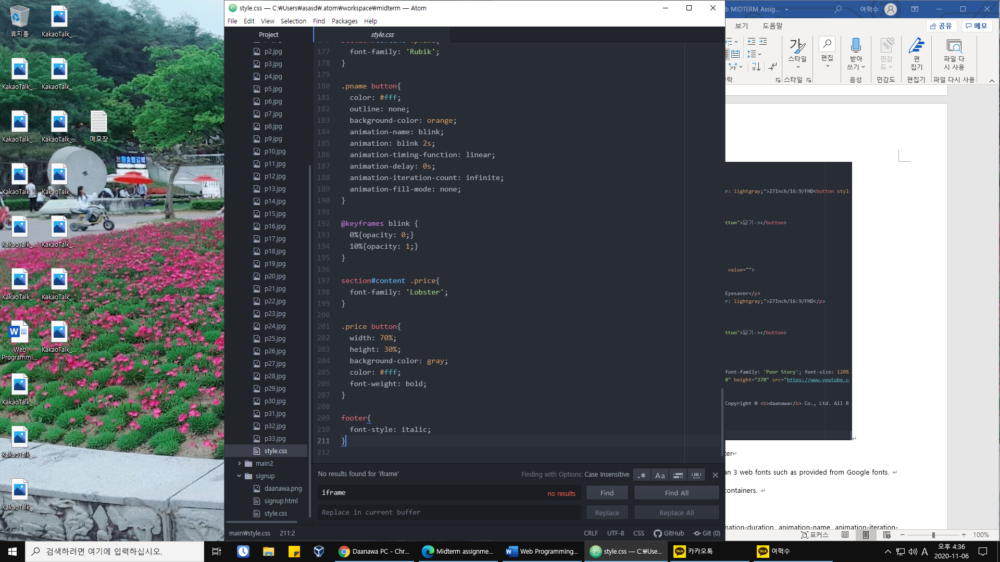 휴지통
KakaoTalk_...
KakaoTalk_...
KakaoTalk_...
KakaoTalk_...
KakaoTalk_...
메모장
KakaoTalk_...
KakaoTalk_...
KakaoTalk_...
KakaoTalk_...
KakaoTalk_...
KakaoTalk_...
Web
Programmi...
KakaoTalk_...
KakaoTalk_...
KakaoTalk_...
KakaoTalk_...
style.css — C:₩Users₩asasd₩.atom₩workspace₩midterm — Atom
File Edit View Selection Find Packages Help
Project
p2.jpg
p3.jpg
p4.jpg
p5.jpg
p6.jpg
p7.jpg
p8.jpg
p9.jpg
p10.jpg
p11.jpg
p12.jpg
p13.jpg
p14.jpg
p15.jpg
p16.jpg
p17.jpg
p18.jpg
p19.jpg
p20.jpg
p21.jpg
p22.jpg
p23.jpg
p24.jpg
p25.jpg
p26.jpg
p27.jpg
p28.jpg
p29.jpg
p30.jpg
p31.jpg
p32.jpg
p33.jpg
style.css
main2
signup
daanawa.png
signup.html
style.css
style.css
177 font-family: 'Rubik';
178 }
179
180 .pname button{
181 color: #fff;
182 outline: none;
183 background-color: orange;
184 animation-name: blink;
185 animation: blink 2s;
186 animation-timing-function: linear;
187 animation-delay: 0s;
188 animation-iteration-count: infinite;
189 animation-fill-mode: none;
190 }
191
192 @keyframes blink {
193 0%{opacity: 0;}
194 10%{opacity: 1;}
195 }
196
197 section#content .price{
198 font-family: 'Lobster';
199 }
200
201 .price button{
202 width: 70%;
203 height: 30%;
204 background-color: gray;
205 color: #fff;
206 font-weight: bold;
207 }
208
209 footer{
210 font-style: italic;
211 }
212
No results found for 'iframe'
Finding with Options: Case Insensitive
.* Aa
iframe no results
Find Find All
Replace in current buffer
Replace Replace All
main₩style.css 211:2
CRLF UTF-8 CSS GitHub Git (0)
b MIDTERM Assig...
여혁수
보기 도움말
공유 메모
스타일
편집
받아
쓰기
민감
도
편
집기
파일 다
시 사용
락 스타일 음성 민감도 편집기 파일 다시 사용
r: lightgray;">27Inch/16:9/FHD<button styl
tton">담기-></button>
value="">
Eyesaver</p>
r: lightgray;">27Inch/16:9/FHD</p>
tton">담기-></button>
font-family: 'Poor Story'; font-size: 120%
0" height="270" src="https://www.youtube.c
Copyright © <b>daanawa</b> Co., Ltd. All R
ter
an 3 web fonts such as provided from Google fonts.
containers.
mation-duration, animation-name, animation-iteration-
포커스
100%
검색하려면 여기에 입력하십시오.
Daanawa PC - Chr...
Midterm assignme...
Web Programming...
style.css — C:₩Use...
카카오톡
여혁수
A
오후 4:36
2020-11-06